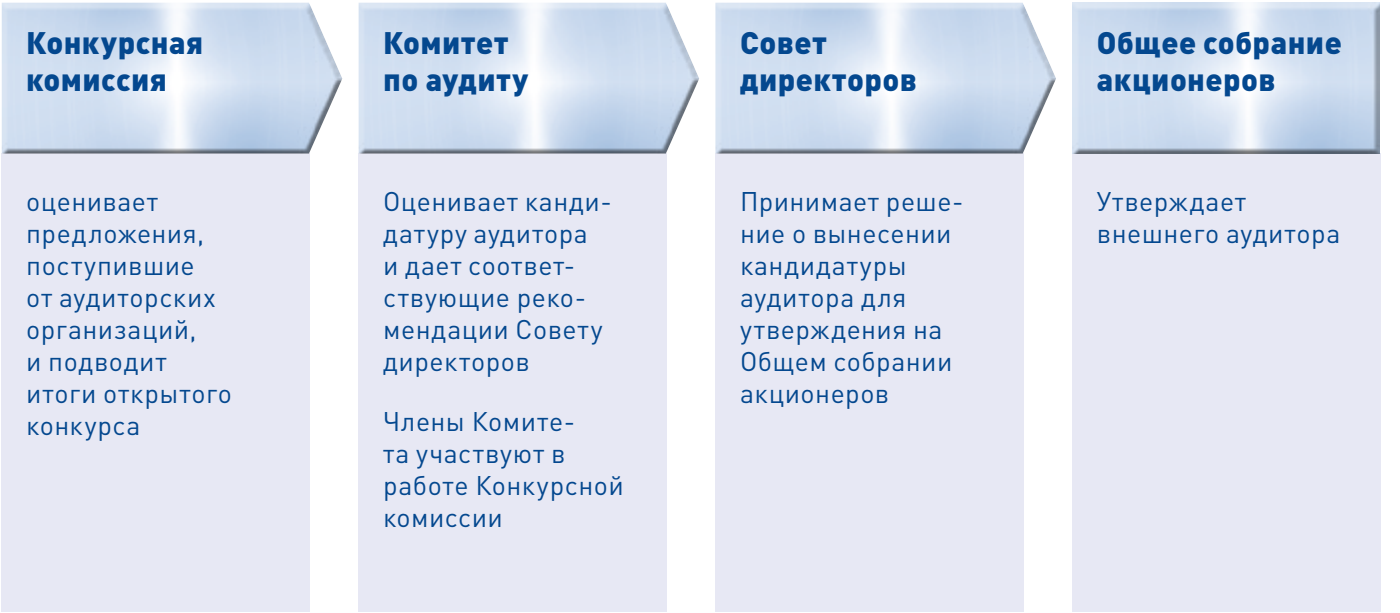 Конкурсная
комиссия
оценивает
предложения,
поступившие
от аудиторских
организаций,
и подводит
итоги открытого
конкурса
Комитет
по аудиту
Оценивает канди-
датуру аудитора
и дает соответ-
ствующие реко-
мендации Совету
директоров
Члены Комите-
та участвуют в
работе Конкурсной
комиссии
Совет
директоров
Принимает реше-
ние о вынесении
кандидатуры
аудитора для
утверждения на
Общем собрании
акционеров
Общее собрание
акционеров
Утверждает
внешнего аудитора